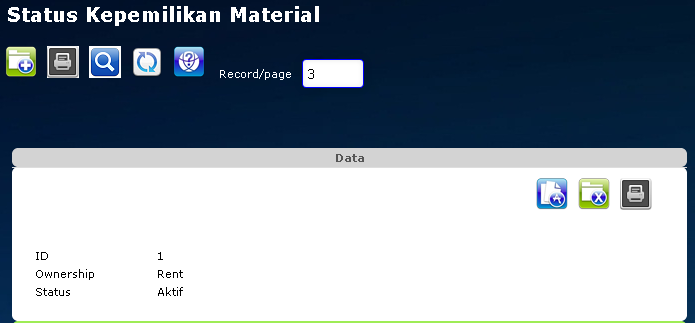 Status Kepemilikan Material
Record/page 3
Data
ID 1
Ownership Rent
Status Aktif